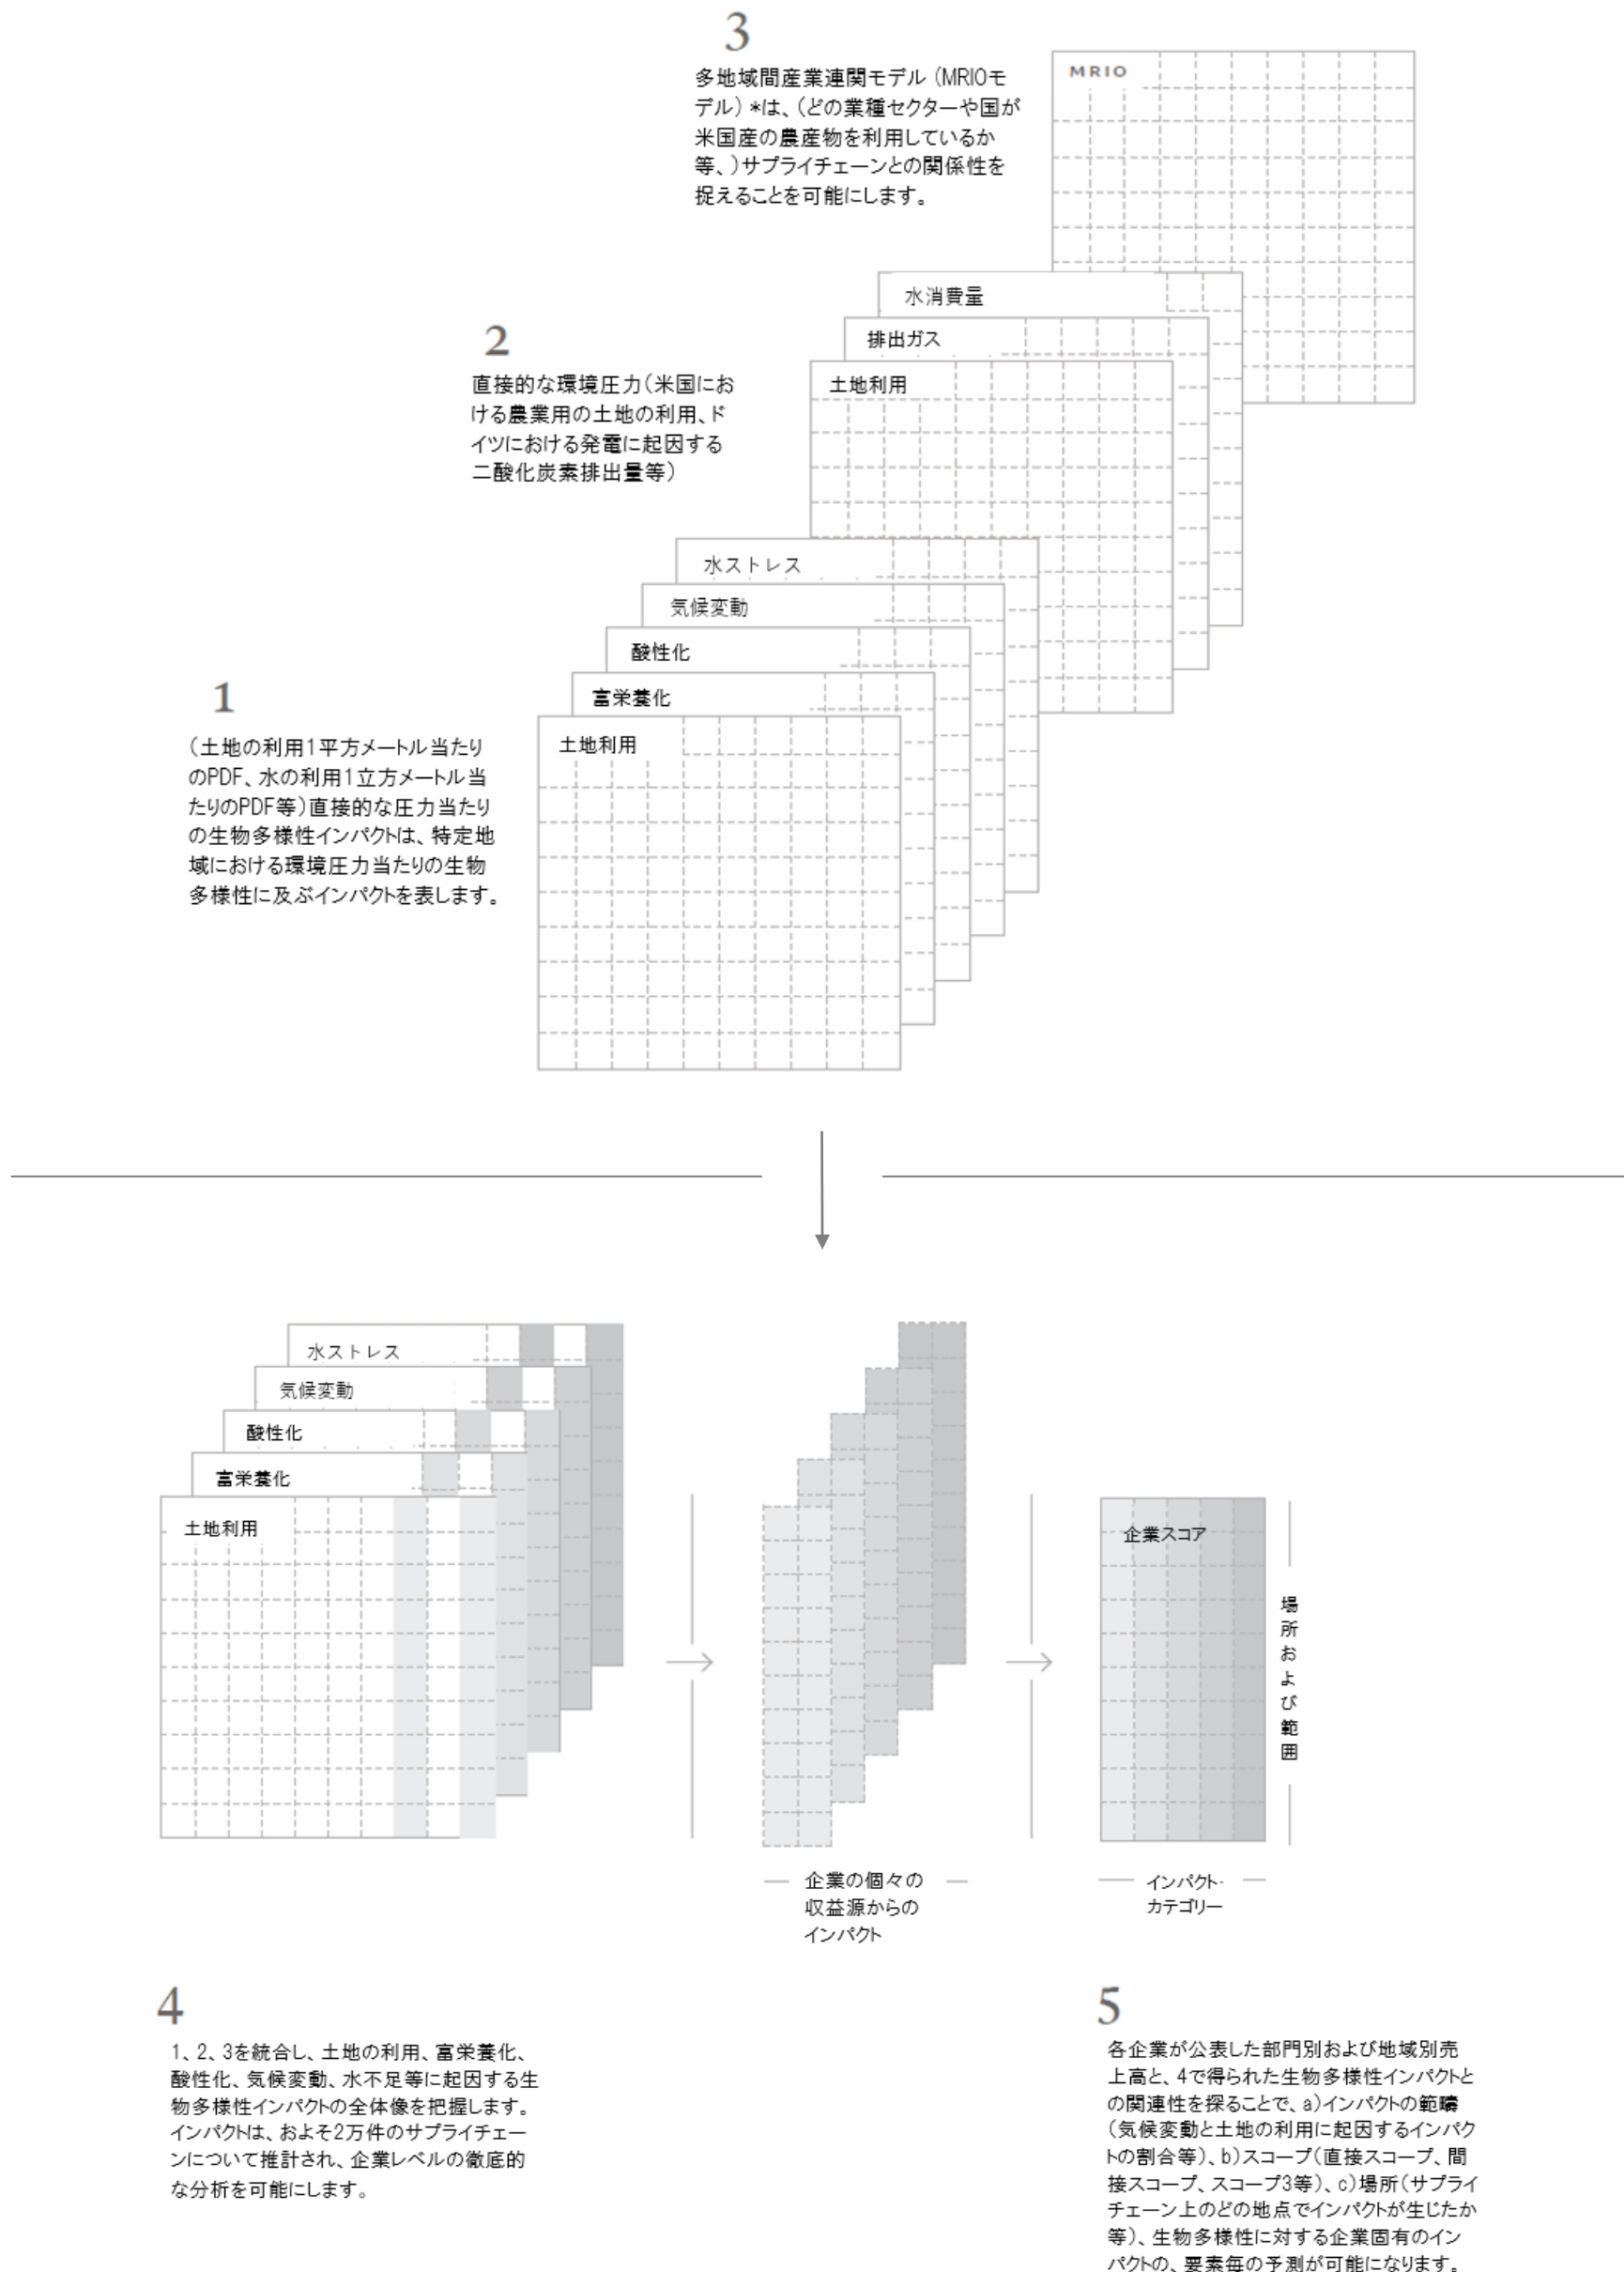 3
多地域間産業連関モデル（MRIOモ
デル）*は、（どの業種セクターや国が
米国産の農産物を利用しているか
等、）サプライチェーンとの関係性を
捉えることを可能にします。
MRIO
水消費量
排出ガス
土地利用
2
直接的な環境圧力（米国にお
ける農業用の土地の利用、ド
イツにおける発電に起因する
二酸化炭素排出量等）
水ストレス
気候変動
酸性化
富栄養化
土地利用
1
（土地の利用1平方メートル当たり
のPDF、水の利用1立方メートル当
たりのPDF等）直接的な圧力当たり
の生物多様性インパクトは、特定地
域における環境圧力当たりの生物
多様性に及ぶインパクトを表します。
水ストレス
気候変動
酸性化
富栄養化
土地利用
企業の個々の
収益源からの
インパクト
企業スコア
場所および範囲
インパクト・
カテゴリー
4
1、2、3を統合し、土地の利用、富栄養化、
酸性化、気候変動、水不足等に起因する生
物多様性インパクトの全体像を把握します。
インパクトは、およそ2万件のサプライチェー
ンについて推計され、企業レベルの徹底的
な分析を可能にします。
5
各企業が公表した部門別および地域別売
上高と、4で得られた生物多様性インパクトと
の関連性を探ることで、a）インパクトの範疇
（気候変動と土地の利用に起因するインパク
トの割合等）、b）スコープ（直接スコープ、間
接スコープ、スコープ3等）、c）場所（サプライ
チェーン上のどの地点でインパクトが生じたか
等）、生物多様性に対する企業固有のイン
パクトの、要素毎の予測が可能になります。